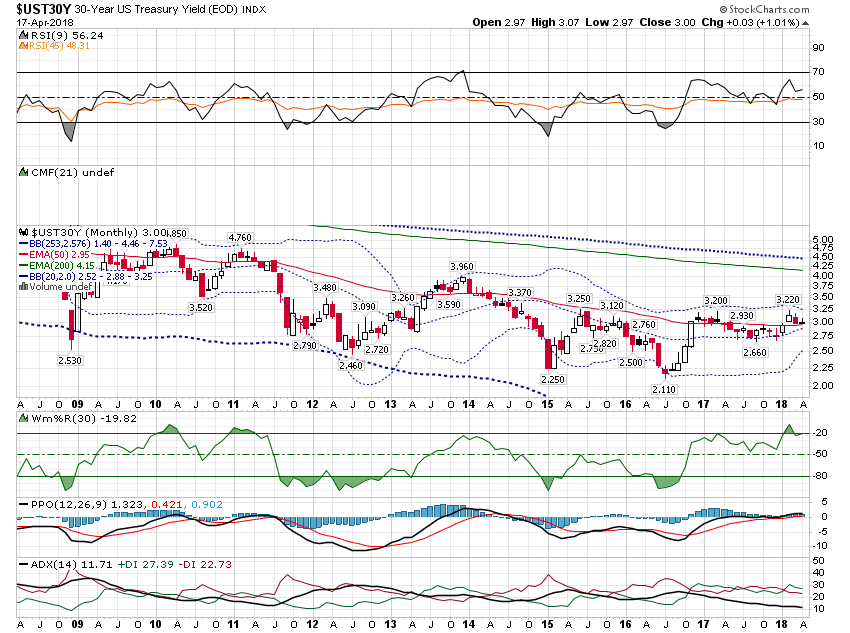 $UST30Y 30-Year US Treasury Yield (EOD) INDX
© StockCharts.com
17-Apr-2018
Open 2.97 High 3.07 Low 2.97 Close 3.00 Chg +0.03 (+1.01%)
RSI(9) 56.24
RSI(45) 48.31
90
70
50
30
10
CMF(21) undef
$UST30Y (Monthly) 3.00
BB(253,2.576) 1.40 - 4.46 - 7.53
EMA(50) 2.95
EMA(200) 4.15
BB(20,2.0) 2.52 - 2.88 - 3.25
Volume undef
4.760
3.520
2.530
3.480
2.790
2.460
3.090
2.720
3.260
3.590
3.960
3.370
2.250
3.250
2.820
3.120
2.500
2.760
2.110
3.200
2.930
2.660
3.220
5.00
4.75
4.50
4.25
4.00
3.75
3.50
3.25
3.00
2.75
2.50
2.25
2.00
A J O 09 A J O 10 A J O 11 A J O 12 A J O 13 A J O 14 A J O 15 A J O 16 A J O 17 A J O 18 A
Wm%R(30) -19.82
-20
-50
-80
PPO(12,26,9) 1.323, 0.421, 0.902
5
0
-5
-10
ADX(14) 11.71 +DI 27.39 -DI 22.73
50
40
30
20
10
A J O 09 A J O 10 A J O 11 A J O 12 A J O 13 A J O 14 A J O 15 A J O 16 A J O 17 A J O 18 A